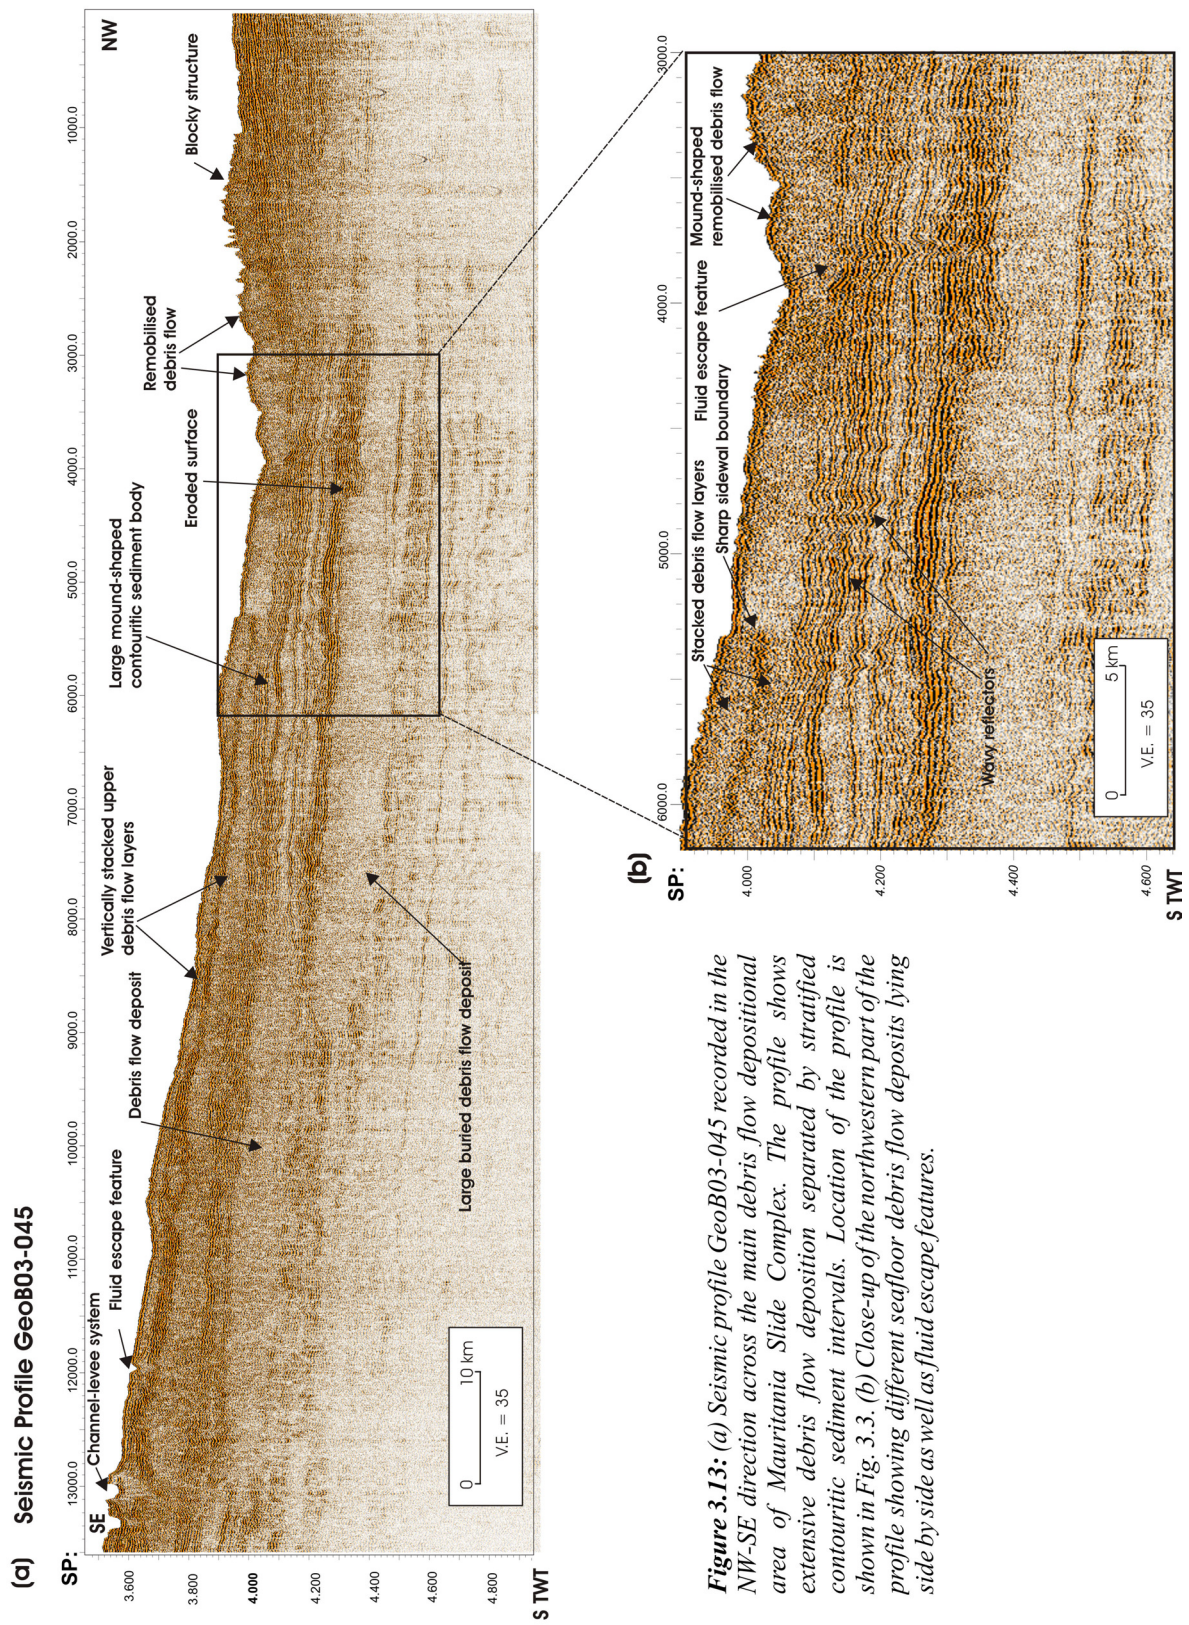 (a) Seismic Profile GeoB03-045
SP:
13000.0 12000.0 11000.0 10000.0 9000.0 8000.0 7000.0 6000.0 5000.0 4000.0 3000.0 2000.0 1000.0
SE
NW
Channel-levee system
Fluid escape feature
Debris flow deposit
Vertically stacked upper
debris flow layers
Large mound-shaped
contouritic sediment body
Eroded surface
Remobilised
debris flow
Blocky structure
Large buried debris flow deposit
3.600
3.800
4.000
4.200
4.400
4.600
4.800
S TWT
0 10 km
V.E. = 35
(b)
SP:
6000.0 5000.0 4000.0 3000.0
Stacked debris flow layers
Sharp sidewal boundary
Fluid escape feature
Mound-shaped
remobilised debris flow
Wavy reflectors
4.000
4.200
4.400
4.600
S TWT
0 5 km
V.E. = 35
Figure 3.13: (a) Seismic profile GeoB03-045 recorded in the
NW-SE direction across the main debris flow depositional
area of Mauritania Slide Complex. The profile shows
extensive debris flow deposition separated by stratified
contouritic sediment intervals. Location of the profile is
shown in Fig. 3.3. (b) Close-up of the northwestern part of the
profile showing different seafloor debris flow deposits lying
side by side as well as fluid escape features.